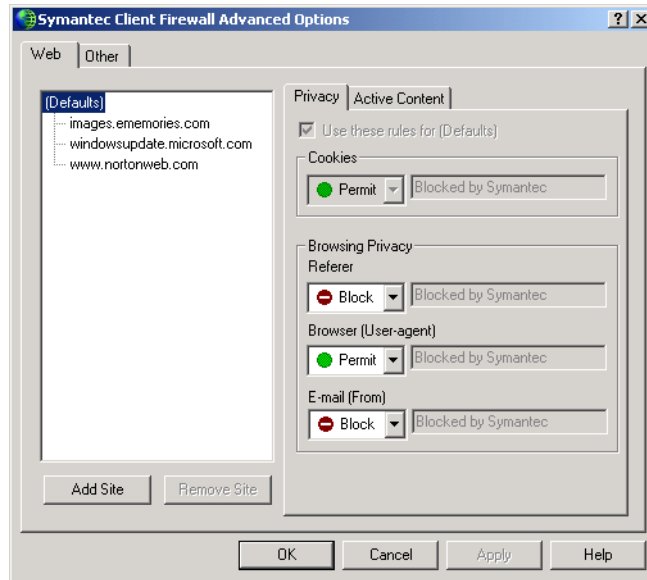 Symantec Client Firewall Advanced Options
Web
Other
(Defaults)
images.ememories.com
windowsupdate.microsoft.com
www.nortonweb.com
Add Site
Remove Site
Privacy
Active Content
Use these rules for (Defaults)
Cookies
Permit
Blocked by Symantec
Browsing Privacy
Referer
Block
Blocked by Symantec
Browser (User-agent)
Permit
Blocked by Symantec
E-mail (From)
Block
Blocked by Symantec
OK
Cancel
Apply
Help